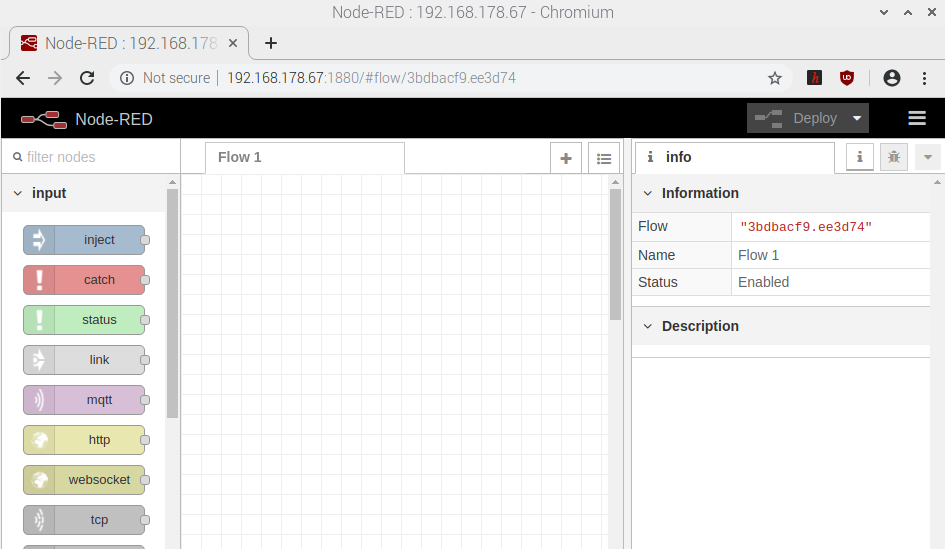 Node-RED : 192.168.178.67 - Chromium
Node-RED : 192.168.178
Not secure | 192.168.178.67:1880/#flow/3bdbacf9.ee3d74
Node-RED
Deploy
filter nodes
Flow 1
info
input
inject
catch
status
link
mqtt
http
websocket
tcp
Information
Flow "3bdbacf9.ee3d74"
Name Flow 1
Status Enabled
Description